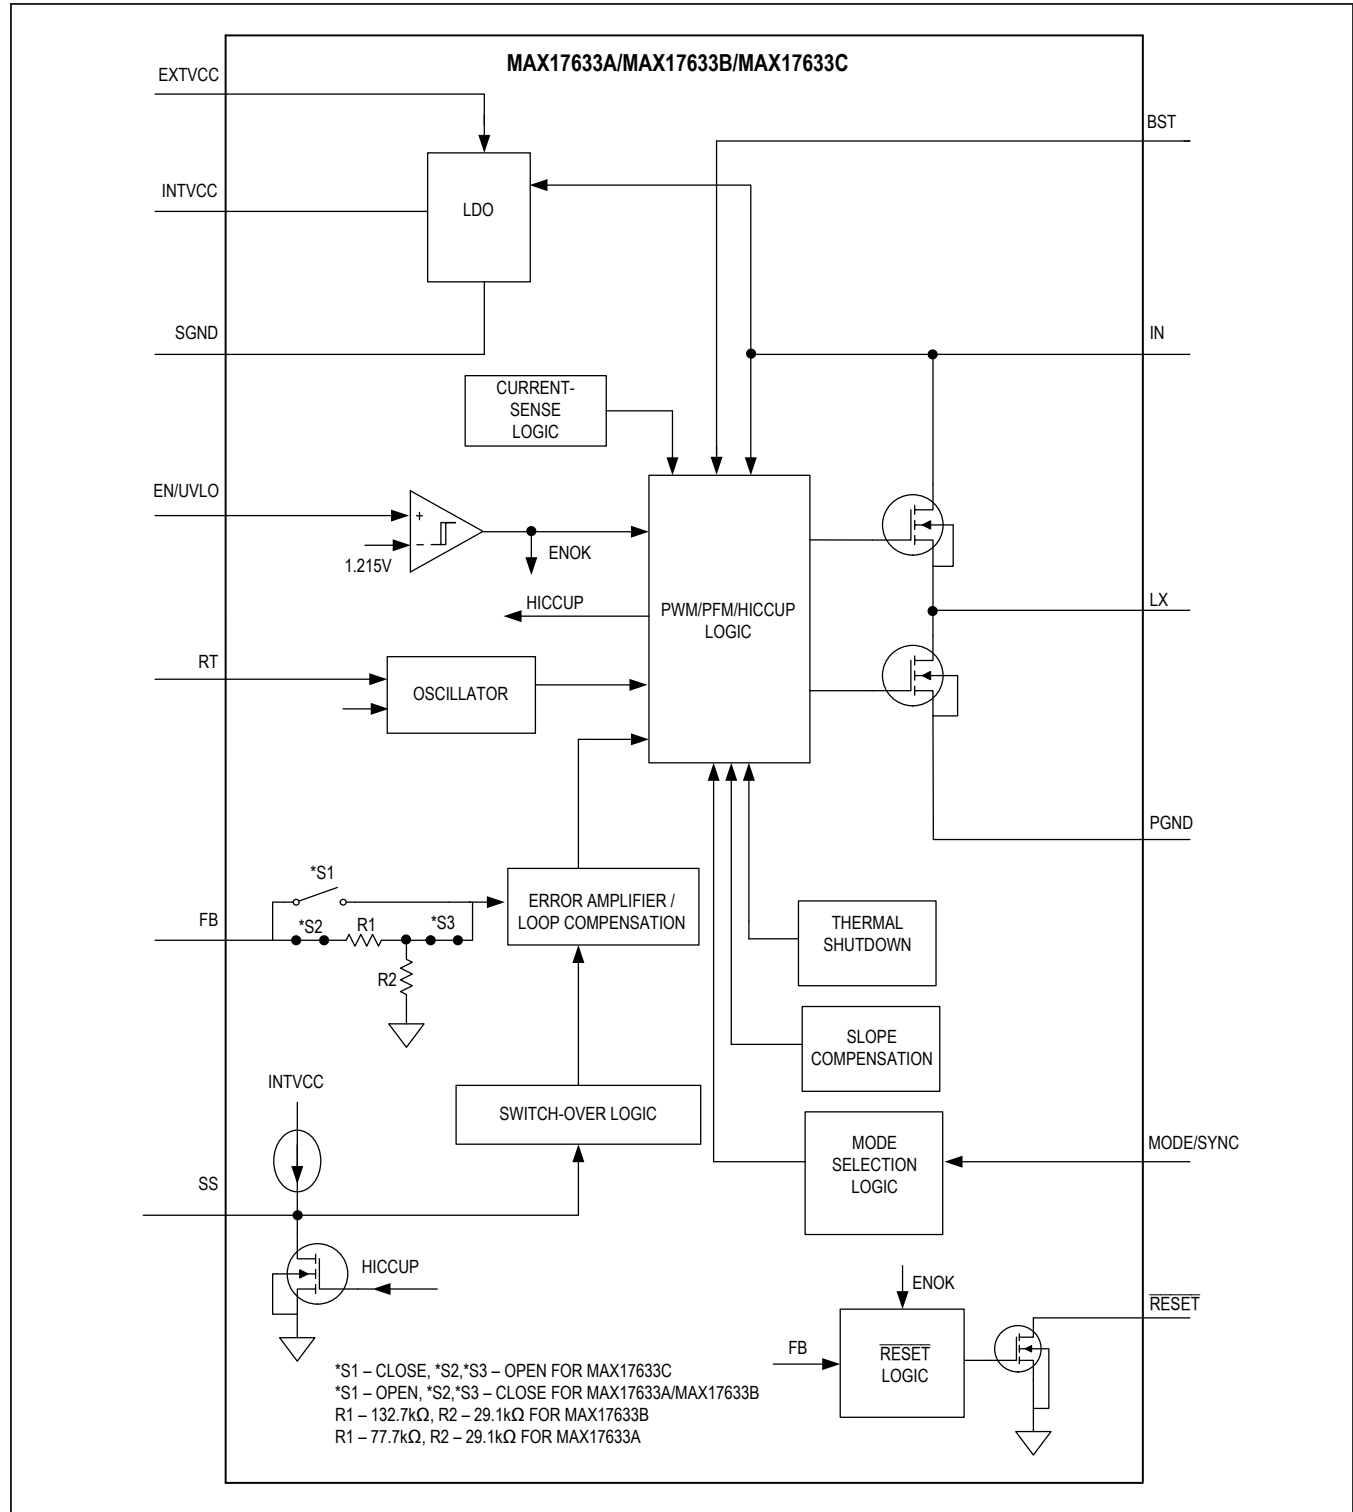 MAX17633A/MAX17633B/MAX17633C
EXTVCC
BST
INTVCC
LDO
SGND
IN
CURRENT-
SENSE
LOGIC
EN/UVLO
+
−
1.215V
ENOK
HICCUP
PWM/PFM/HICCUP
LOGIC
LX
RT
OSCILLATOR
PGND
*S1
FB
*S2
R1
*S3
R2
ERROR AMPLIFIER /
LOOP COMPENSATION
THERMAL
SHUTDOWN
SLOPE
COMPENSATION
INTVCC
SWITCH-OVER LOGIC
MODE
SELECTION
LOGIC
MODE/SYNC
SS
HICCUP
ENOK
RESET
FB
RESET
LOGIC
*S1 – CLOSE, *S2,*S3 – OPEN FOR MAX17633C
*S1 – OPEN, *S2,*S3 – CLOSE FOR MAX17633A/MAX17633B
R1 – 132.7kΩ, R2 – 29.1kΩ FOR MAX17633B
R1 – 77.7kΩ, R2 – 29.1kΩ FOR MAX17633A